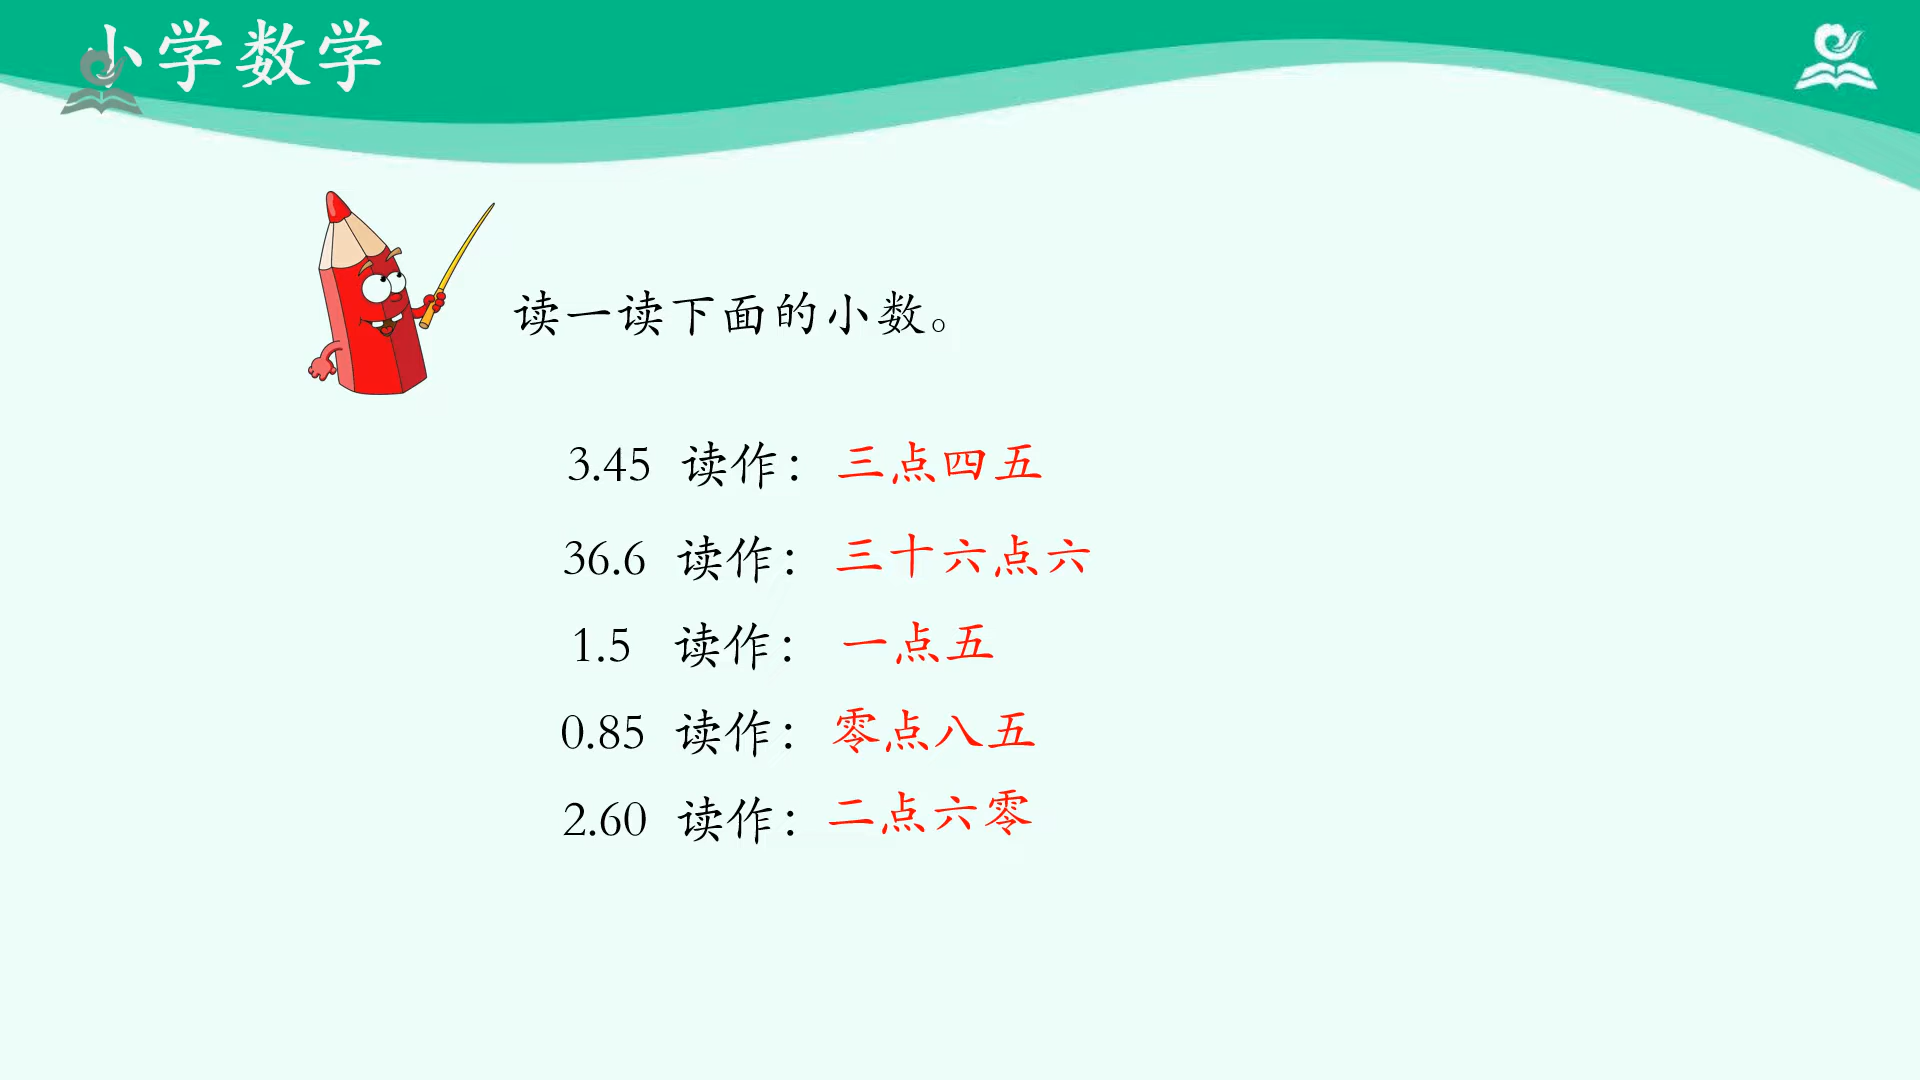 小学数学
读一读下面的小数。
3.45 读作：三点四五
36.6 读作：三十六点六
1.5 读作：一点五
0.85 读作：零点八五
2.60 读作：二点六零